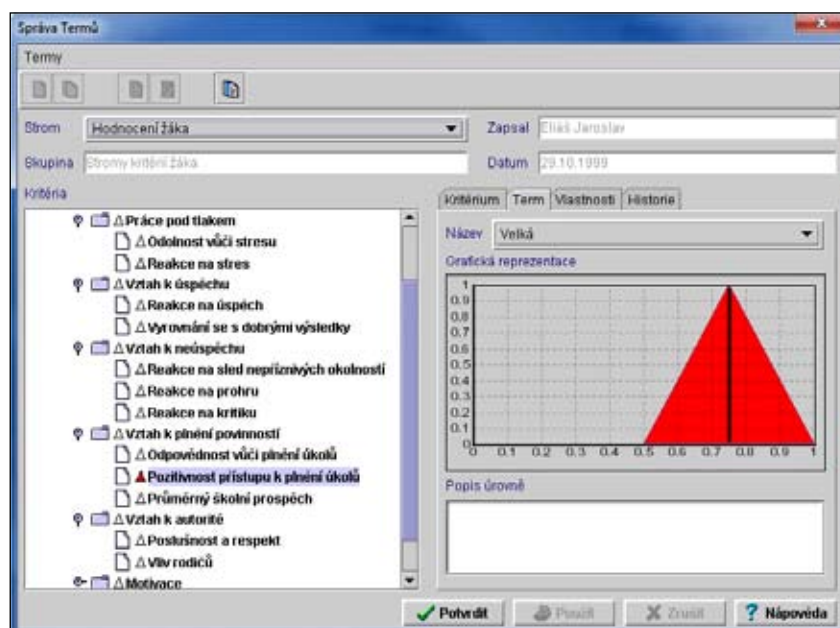 Správa Termů
Termy
Strom Hodnocení žáka Zapsal Eliáš Jaroslav
Skupina Stromy kritérií žáka Datum 29.10.1999
Kritéria
Práce pod tlakem
Odolnost vůči stresu
Reakce na stres
Vztah k úspěchu
Reakce na úspěch
Vyrovnání se s dobrými výsledky
Vztah k neúspěchu
Reakce na sled nepříznivých okolností
Reakce na prohru
Reakce na kritiku
Vztah k plnění povinností
Odpovědnost vůči plnění úkolů
Pozitivnost přístupu k plnění úkolů
Průměrný školní prospěch
Vztah k autoritě
Poslušnost a respekt
Vliv rodičů
Motivace
Kritérium Term Vlastnosti Historie
Název Velká
Grafická reprezentace
1
0.9
0.8
0.7
0.6
0.5
0.4
0.3
0.2
0.1
0
0 0.1 0.2 0.3 0.4 0.5 0.6 0.7 0.8 0.9 1
Popis úrovně
Potvrdit Použít Zrušit ? Nápověda